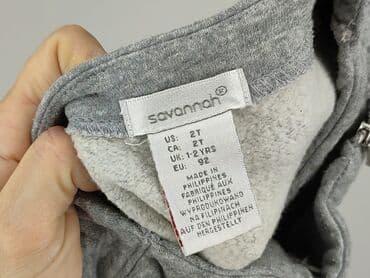 savannah
US: 2T
CA: 2T
UK: 1-2 YRS
EU: 92
MADE IN
PHILIPPINES
FABRIQUÉ AUX
PHILIPPINES
WYPRODUKOWANO
NA FILIPINACH
AUF DEN PHILIPPINEN
HERGESTELLT